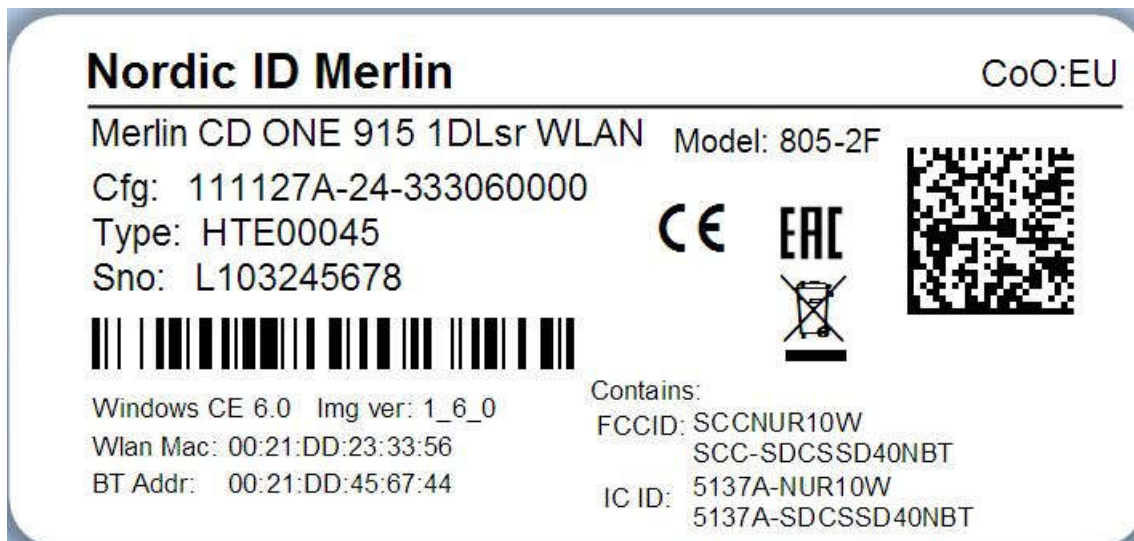 Nordic ID Merlin CoO:EU
Merlin CD ONE 915 1DLsr WLAN Model: 805-2F
Cfg: 111127A-24-333060000
Type: HTE00045
Sno: L103245678
CE EAC
Windows CE 6.0 Img ver: 1_6_0
Wlan Mac: 00:21:DD:23:33:56
BT Addr: 00:21:DD:45:67:44
Contains:
FCCID: SCCNUR10W
SCC-SDCSSD40NBT
IC ID: 5137A-NUR10W
5137A-SDCSSD40NBT